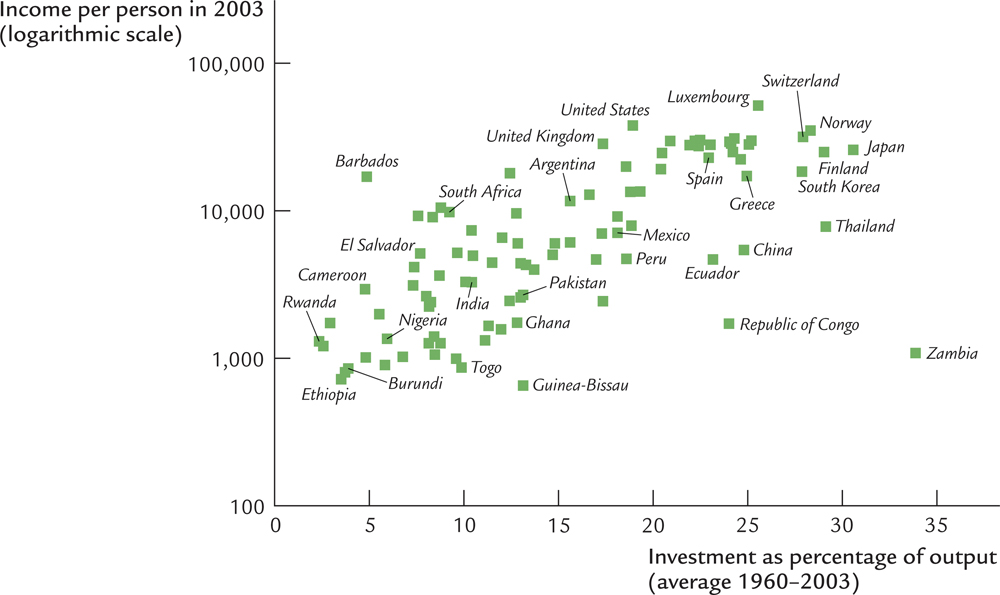 Income per person in 2003
(logarithmic scale)
100,000
Switzerland
Luxembourg
United States
Norway
United Kingdom
Japan
Barbados
Argentina
Finland
Spain
South Korea
South Africa
Greece
10,000
Thailand
Mexico
El Salvador
China
Peru
Ecuador
Cameroon
Pakistan
India
Rwanda
Nigeria
Ghana
Republic of Congo
1,000
Zambia
Togo
Burundi
Guinea-Bissau
Ethiopia
100
0 5 10 15 20 25 30 35
Investment as percentage of output
(average 1960–2003)